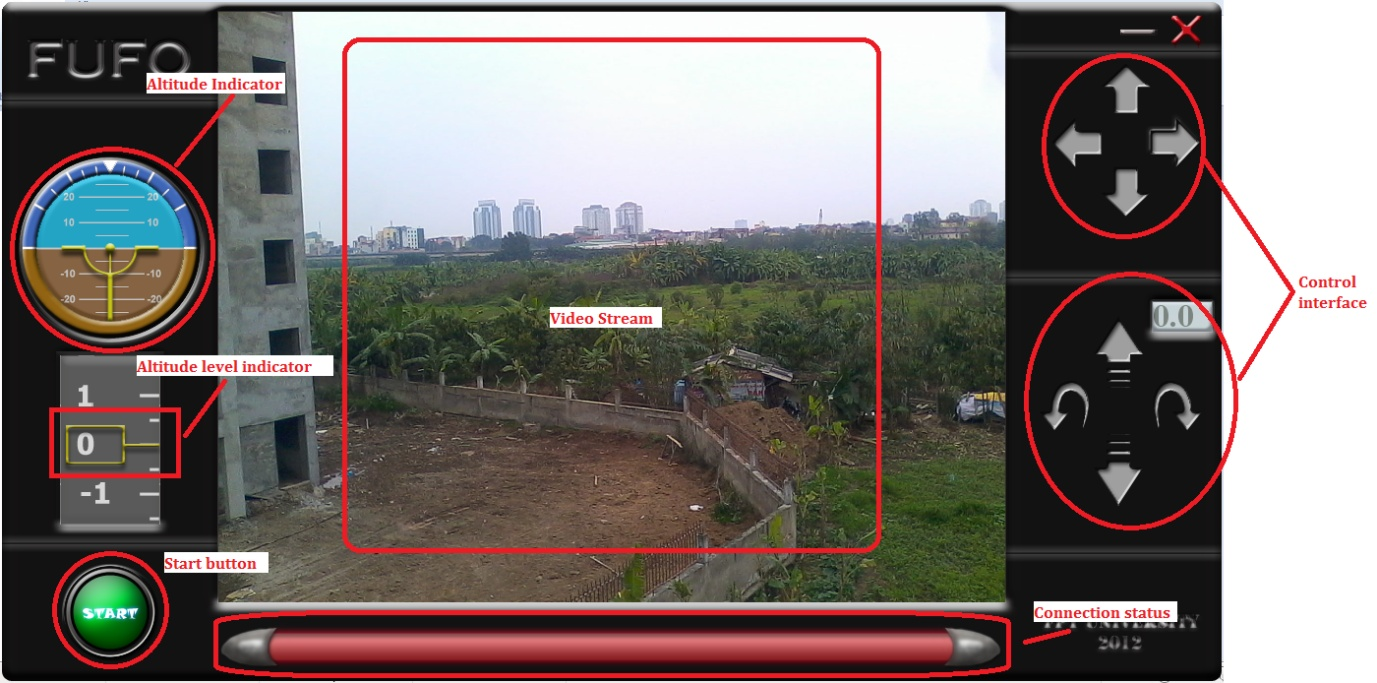 FUFO
Altitude Indicator
20 20
10 10
-10 -10
-20 -20
Altitude level indicator
1
0
-1
Start button
START
Video Stream
0.0
Control
interface
Connection status
UNIVERSITY
2012